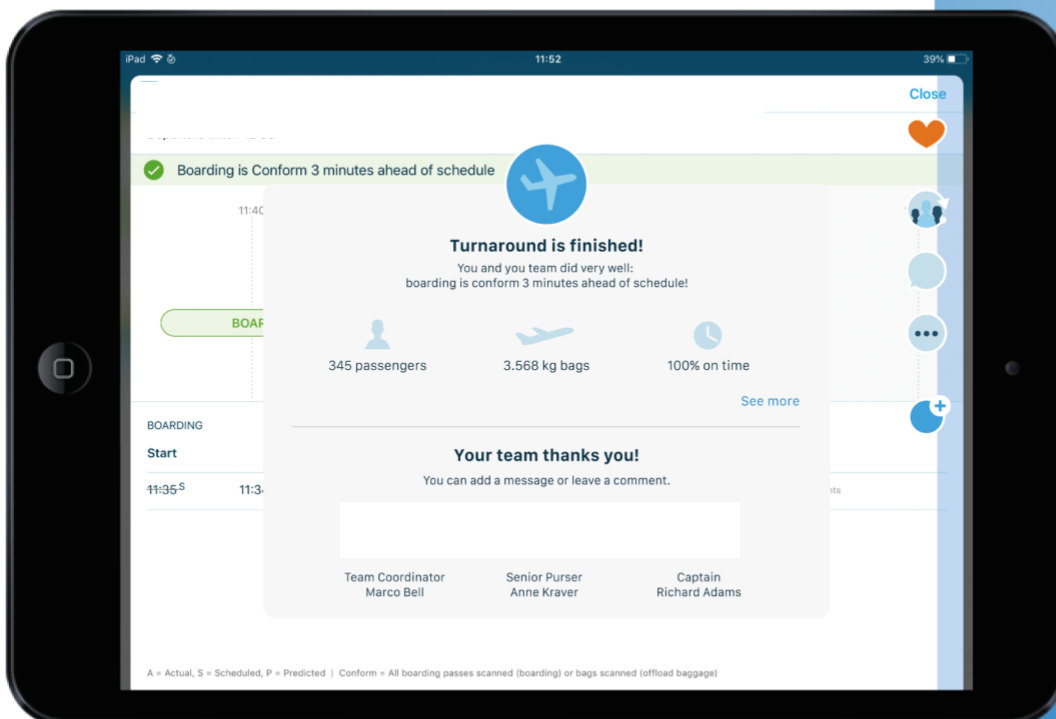 iPad
11:52
39%
Close
Boarding is Conform 3 minutes ahead of schedule
11:40
Turnaround is finished!
You and you team did very well:
boarding is conform 3 minutes ahead of schedule!
BOAR
345 passengers
3.568 kg bags
100% on time
See more
BOARDING
Start
11:35 S
11:34
Your team thanks you!
You can add a message or leave a comment.
Team Coordinator
Marco Bell
Senior Purser
Anne Kraver
Captain
Richard Adams
A = Actual, S = Scheduled, P = Predicted | Conform = All boarding passes scanned (boarding) or bags scanned (offload baggage)